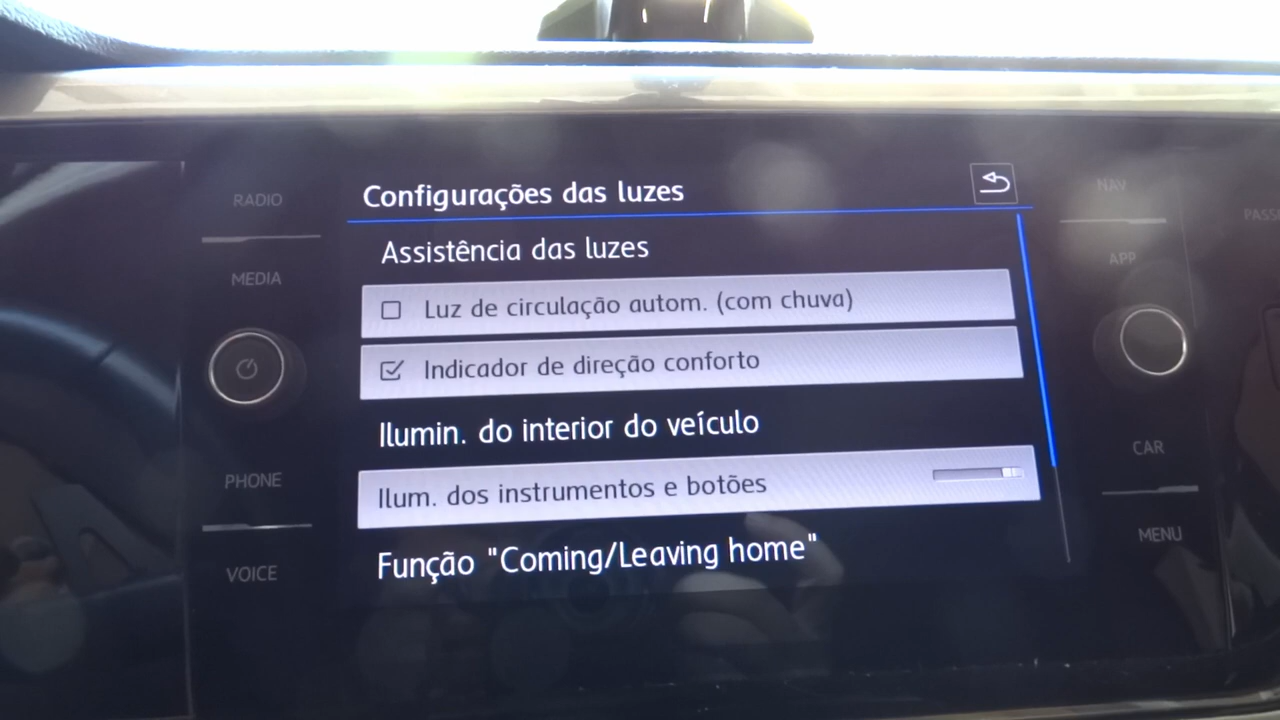 RADIO
MEDIA
PHONE
VOICE
Configurações das luzes
Assistência das luzes
Luz de circulação autom. (com chuva)
Indicador de direção conforto
Ilumin. do interior do veículo
Ilum. dos instrumentos e botões
Função "Coming/Leaving home"
NAV
APP
CAR
MENU